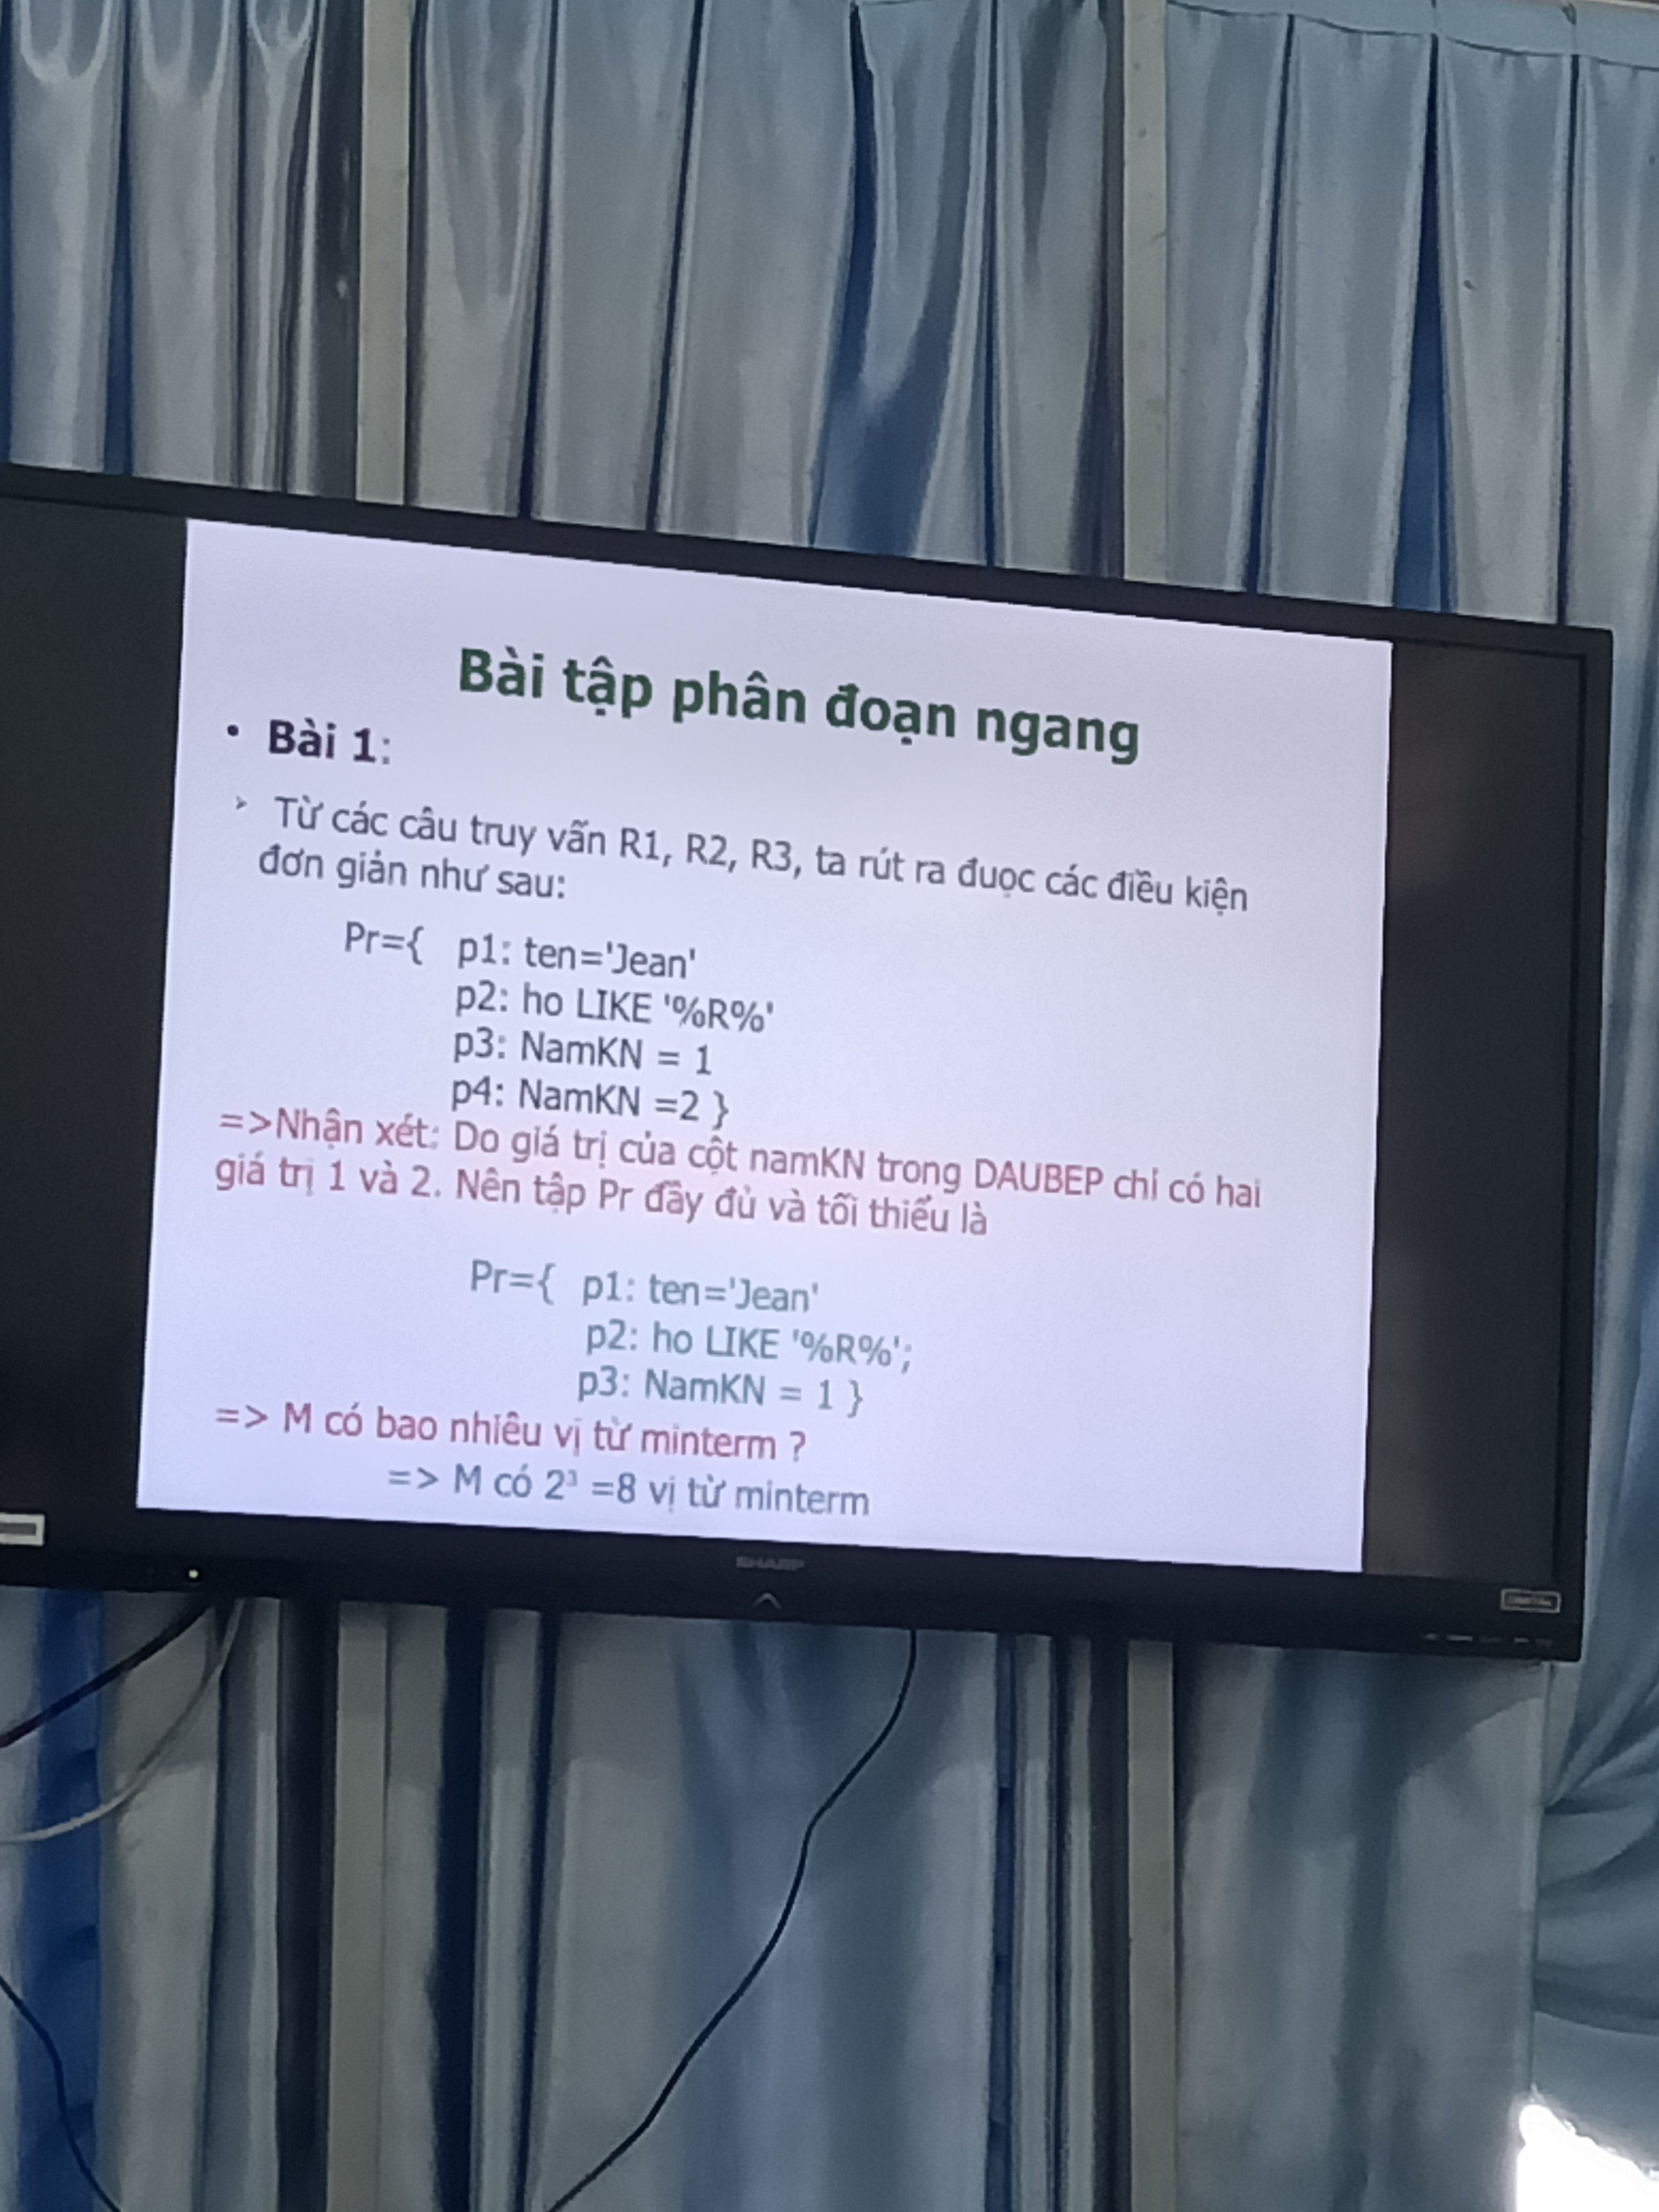 Bài tập phân đoạn ngang
• Bài 1:
➤ Từ các câu truy vấn R1, R2, R3, ta rút ra đuọc các điều kiện
đơn giản như sau:
Pr={ p1: ten='Jean'
p2: ho LIKE '%R%'
p3: NamKN = 1
p4: NamKN =2 }
=>Nhận xét: Do giá trị của cột namKN trong DAUBEP chỉ có hai
giá trị 1 và 2. Nên tập Pr đầy đủ và tối thiểu là
Pr={ p1: ten='Jean'
p2: ho LIKE '%R%';
p3: NamKN = 1 }
=> M có bao nhiêu vị từ minterm ?
=> M có 2³ =8 vị từ minterm
SHARP